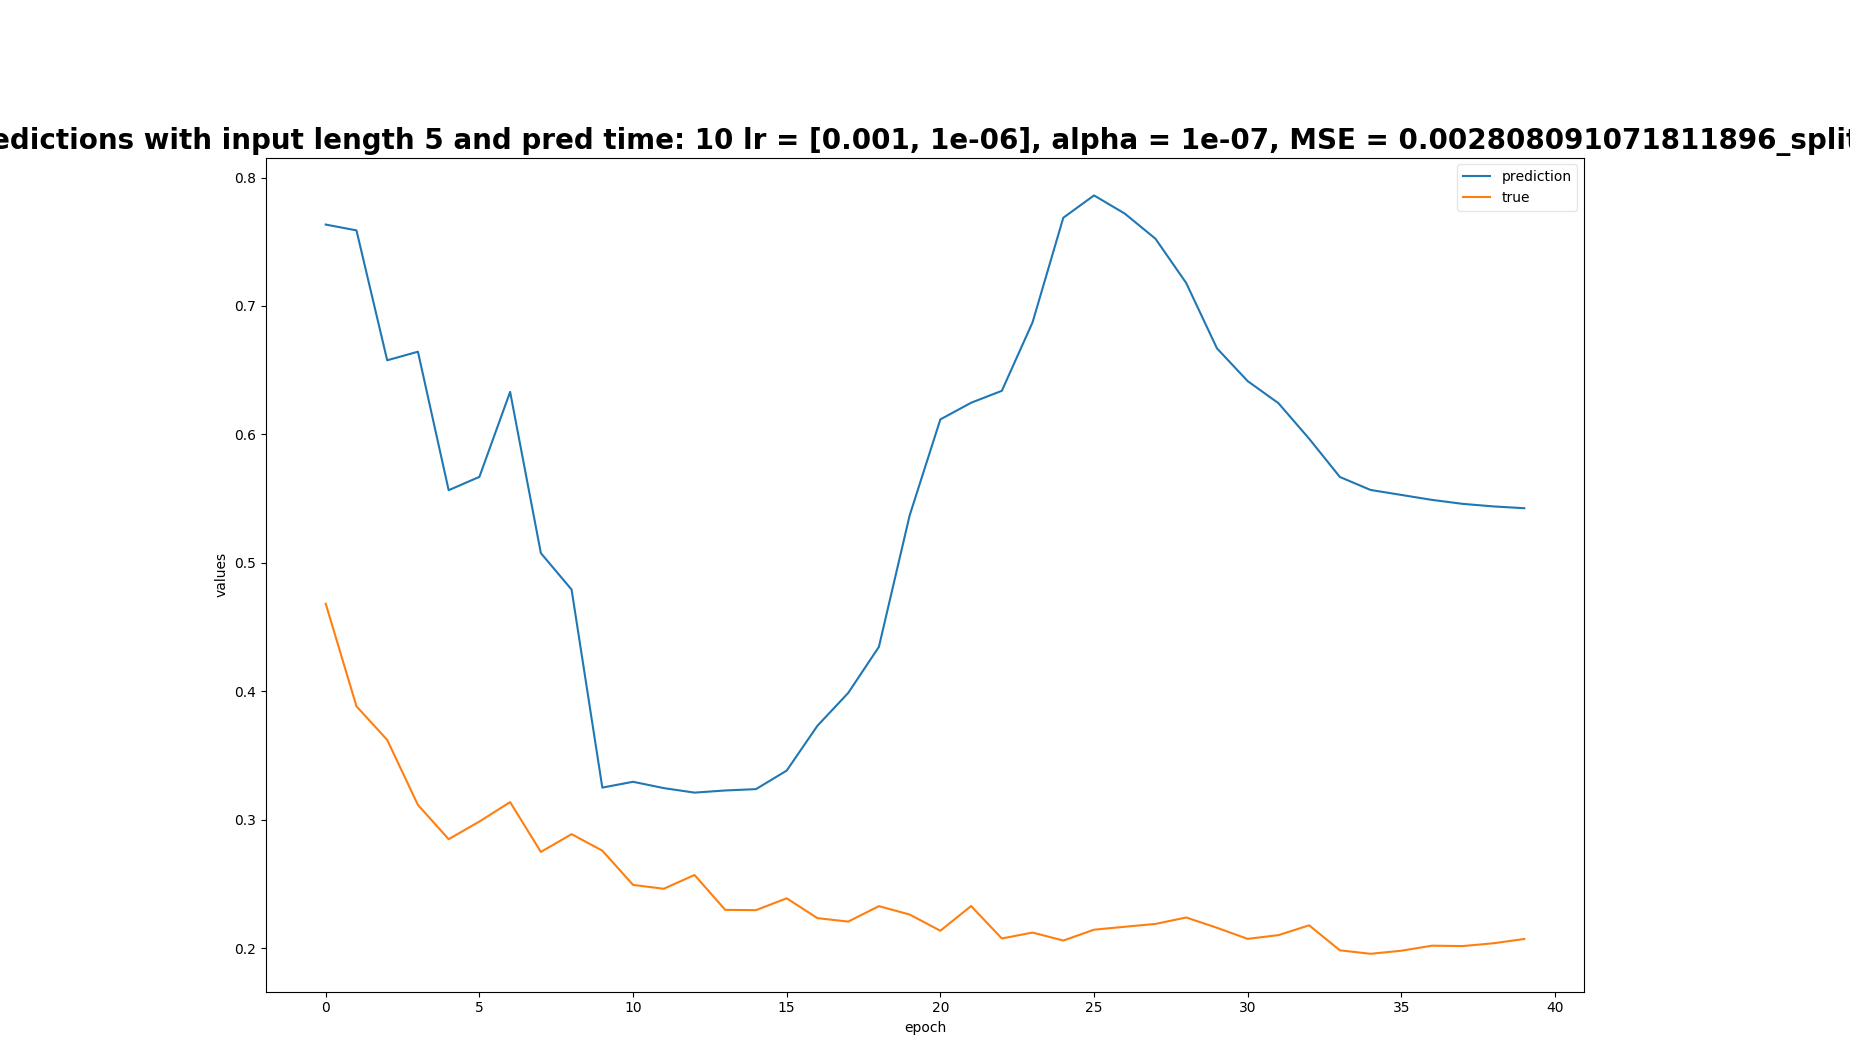 edictions with input length 5 and pred time: 10 lr = [0.001, 1e-06], alpha = 1e-07, MSE = 0.002808091071811896_split
prediction
true
0.8
0.7
0.6
0.5
0.4
0.3
0.2
values
0 5 10 15 20 25 30 35 40
epoch